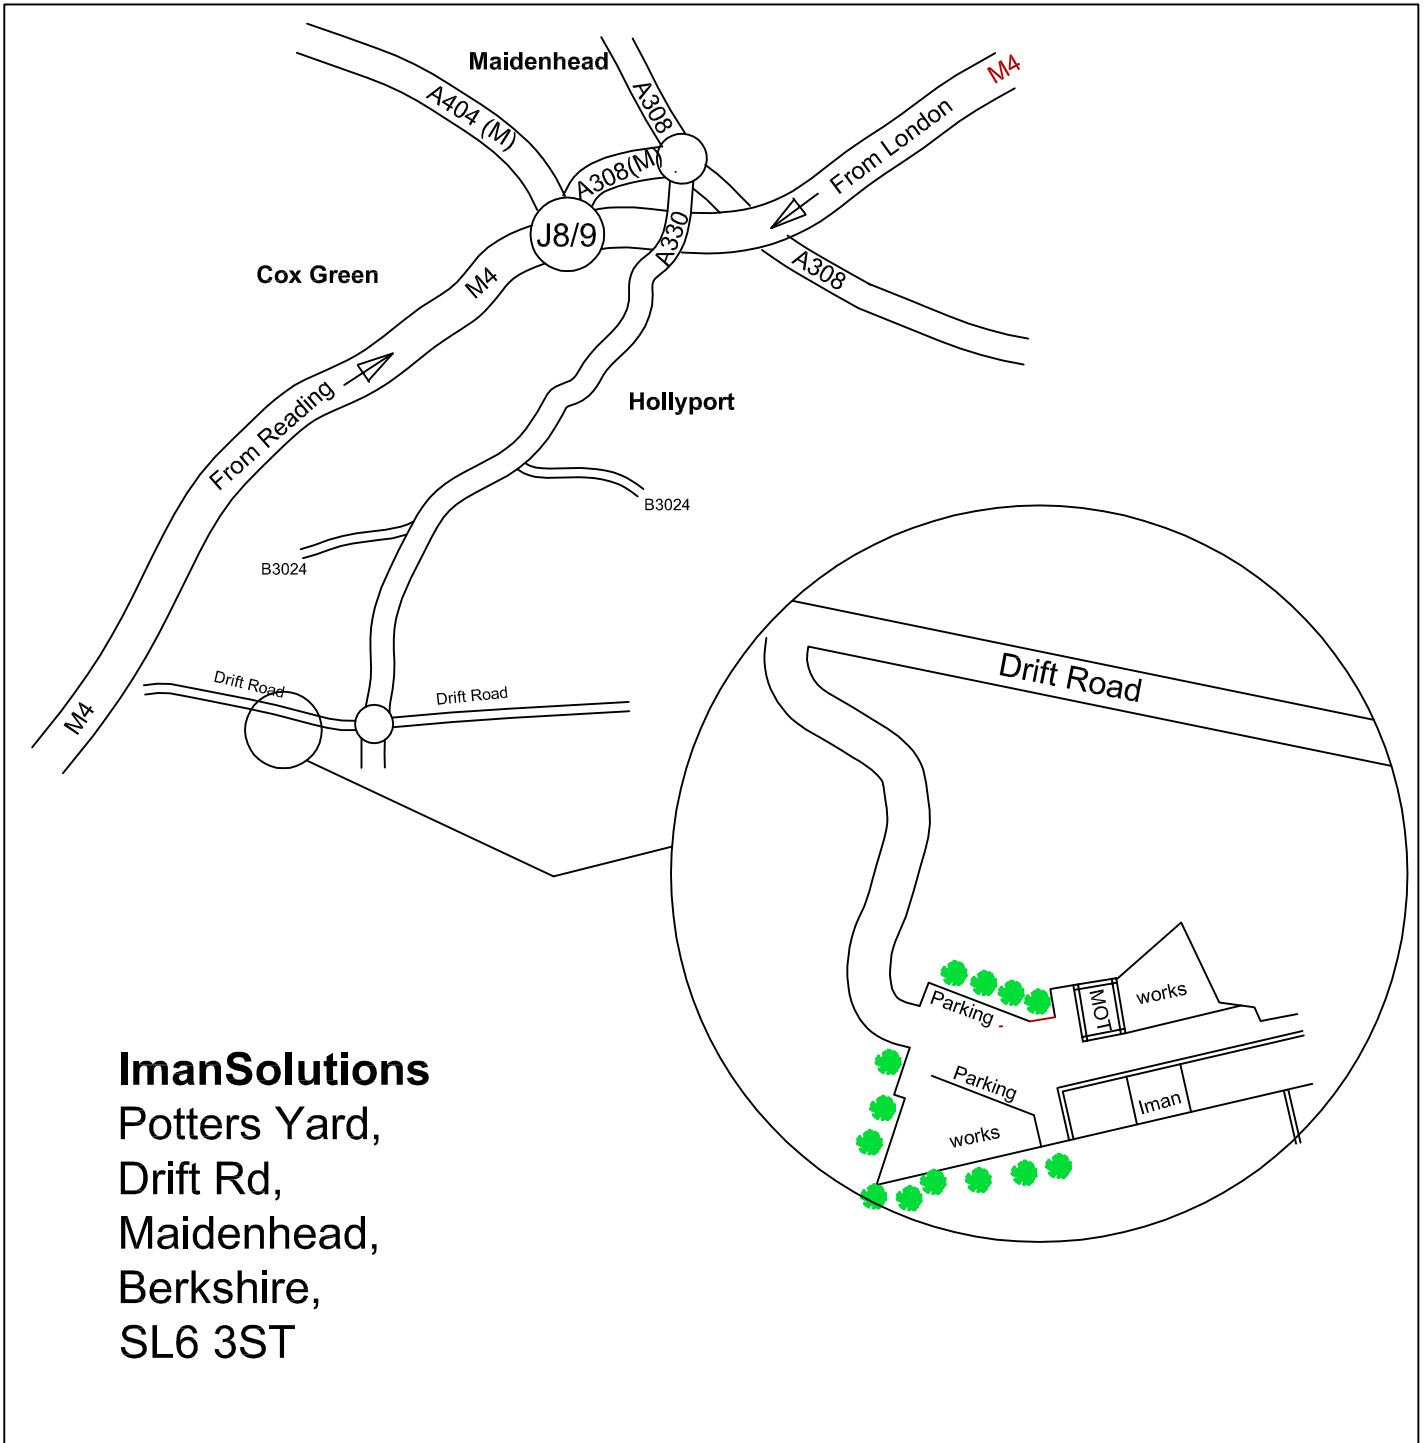 Maidenhead
M4
A404 (M)
A308
From London
A308(M)
J8/9
A330
Cox Green
M4
A308
From Reading
Hollyport
B3024
B3024
Drift Road
Drift Road
M4
Drift Road
Parking
MOT
works
Parking
Iman
works
ImanSolutions
Potters Yard,
Drift Rd,
Maidenhead,
Berkshire,
SL6 3ST